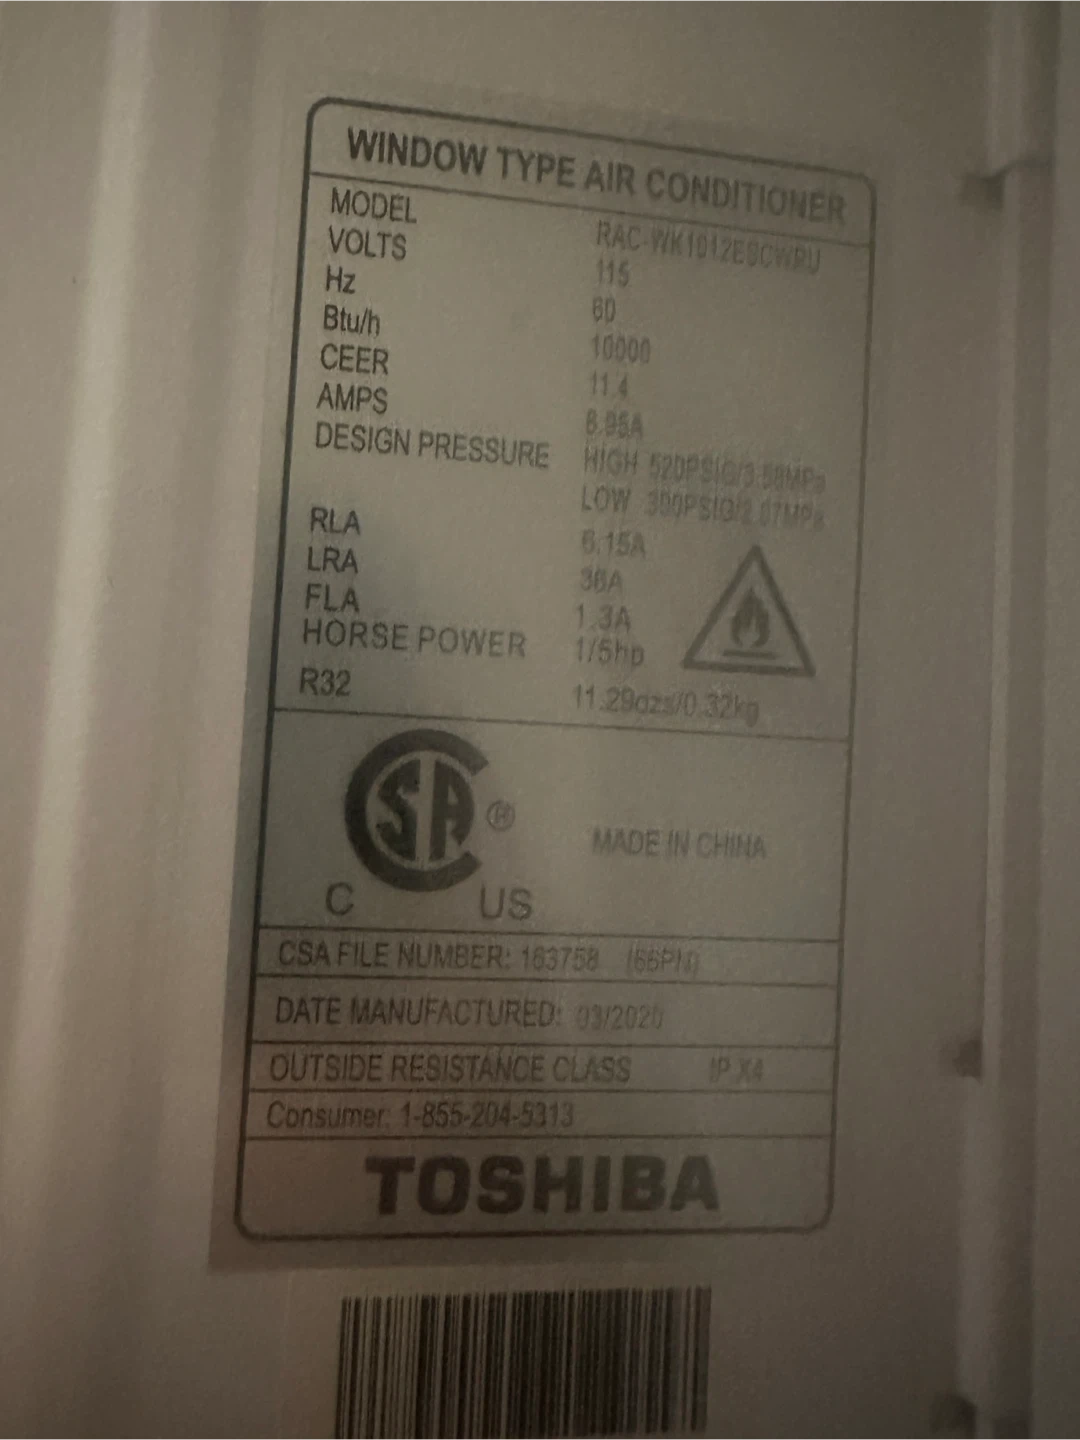 WINDOW TYPE AIR CONDITIONER
MODEL RAC-WK1012ESCWRU
VOLTS 115
Hz 60
Btu/h 10000
CEER 11.4
AMPS 8.95A
DESIGN PRESSURE HIGH 520PSIG/3.58MPa
LOW 300PSIG/2.07MPa
RLA 6.15A
LRA 36A
FLA 1.3A
HORSE POWER 1/5hp
R32 11.29ozs/0.32kg
CSA ®
C US
MADE IN CHINA
CSA FILE NUMBER: 163758 (66PN)
DATE MANUFACTURED: 03/2020
OUTSIDE RESISTANCE CLASS IP X4
Consumer: 1-855-204-5313
TOSHIBA